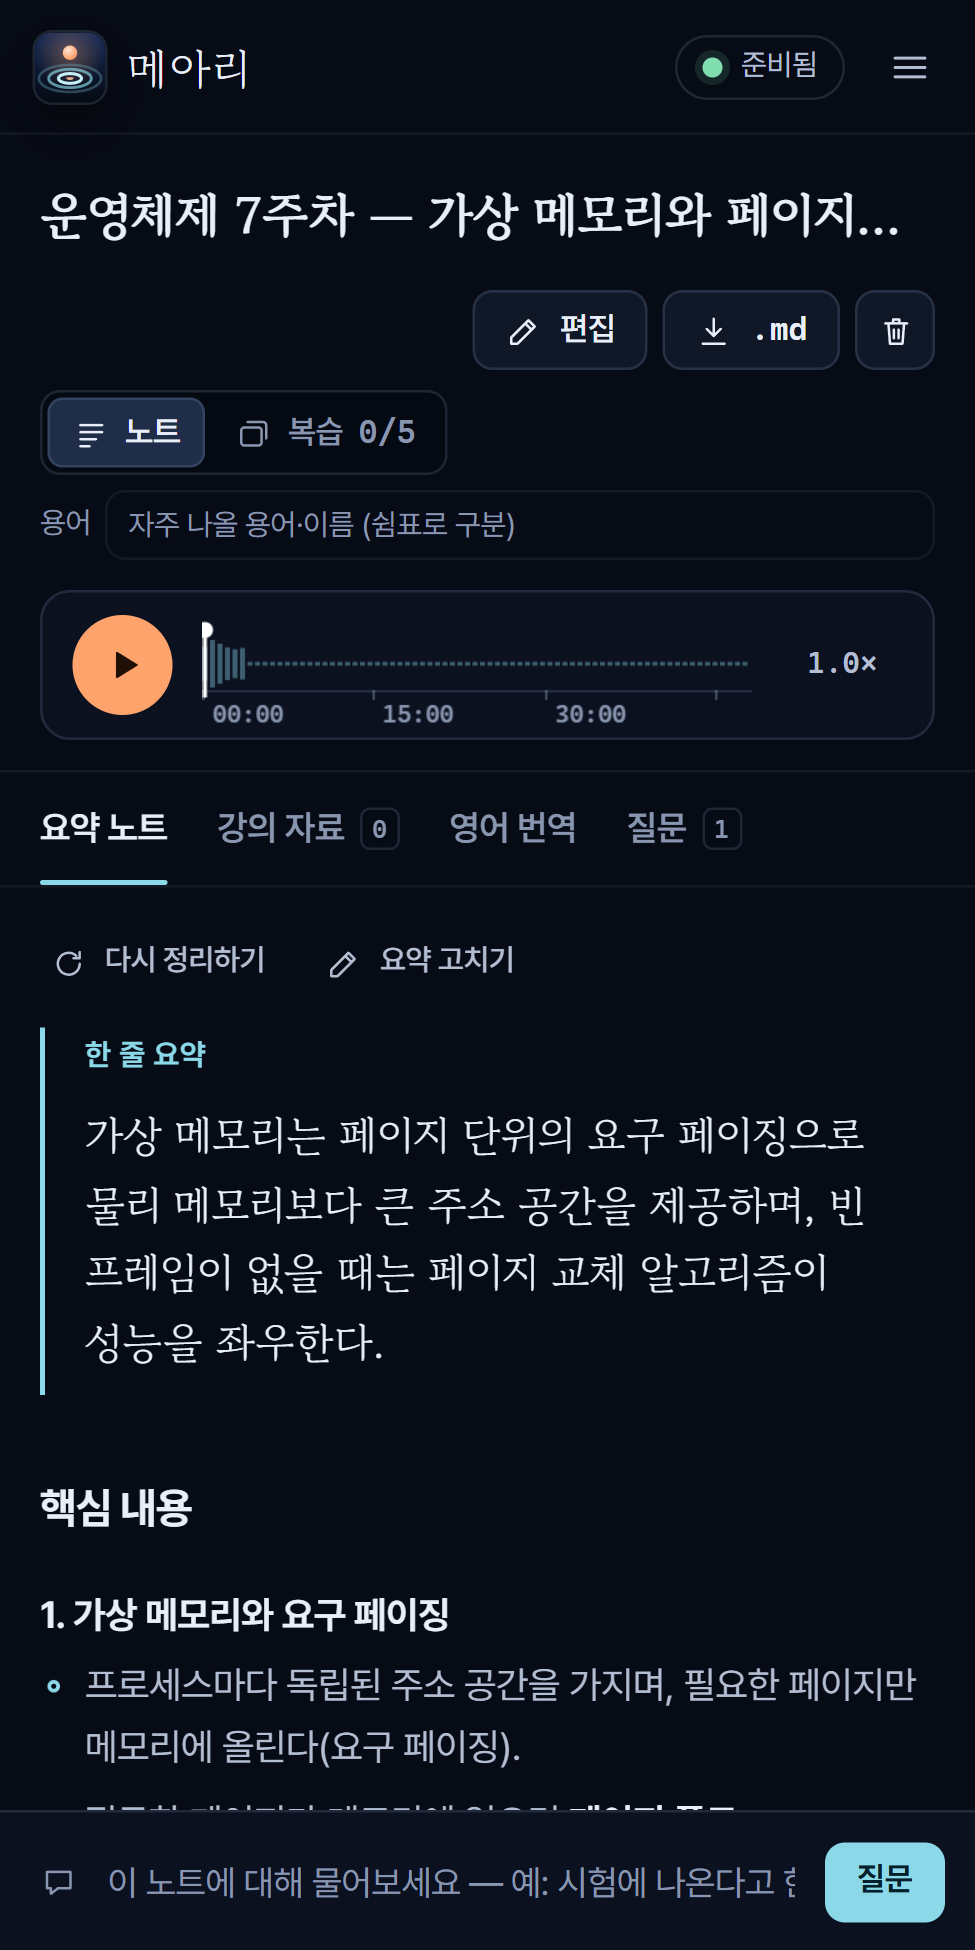 메아리
준비됨
운영체제 7주차 — 가상 메모리와 페이지...
편집
.md
노트
복습 0/5
용어
자주 나올 용어·이름 (쉼표로 구분)
1.0×
00:00 15:00 30:00
요약 노트
강의 자료 0
영어 번역
질문 1
다시 정리하기
요약 고치기
한 줄 요약
가상 메모리는 페이지 단위의 요구 페이징으로
물리 메모리보다 큰 주소 공간을 제공하며, 빈
프레임이 없을 때는 페이지 교체 알고리즘이
성능을 좌우한다.
핵심 내용
1. 가상 메모리와 요구 페이징
프로세스마다 독립된 주소 공간을 가지며, 필요한 페이지만
메모리에 올린다(요구 페이징).
이 노트에 대해 물어보세요 — 예: 시험에 나온다고
질문